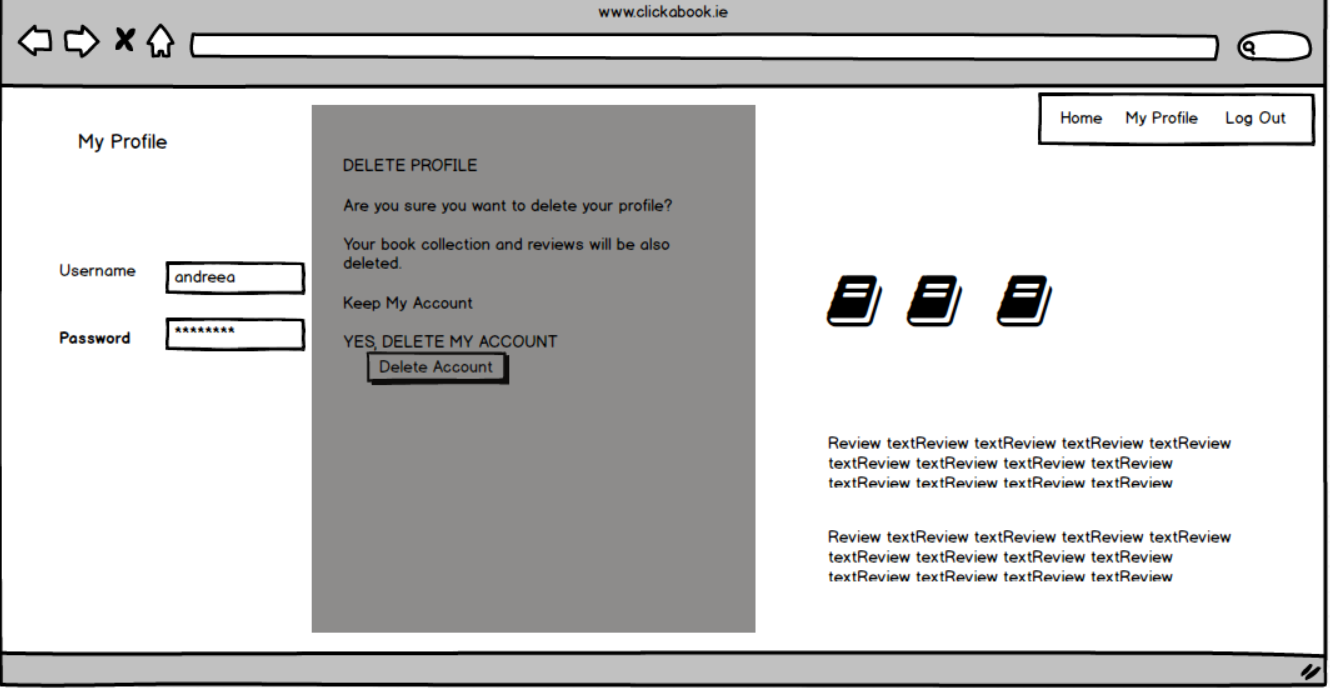 www.clickabook.ie
Home My Profile Log Out
My Profile
Username andreea
Password ********
DELETE PROFILE
Are you sure you want to delete your profile?
Your book collection and reviews will be also
deleted.
Keep My Account
YES, DELETE MY ACCOUNT
Delete Account
Review textReview textReview textReview textReview
textReview textReview textReview textReview
textReview textReview textReview textReview
Review textReview textReview textReview textReview
textReview textReview textReview textReview
textReview textReview textReview textReview